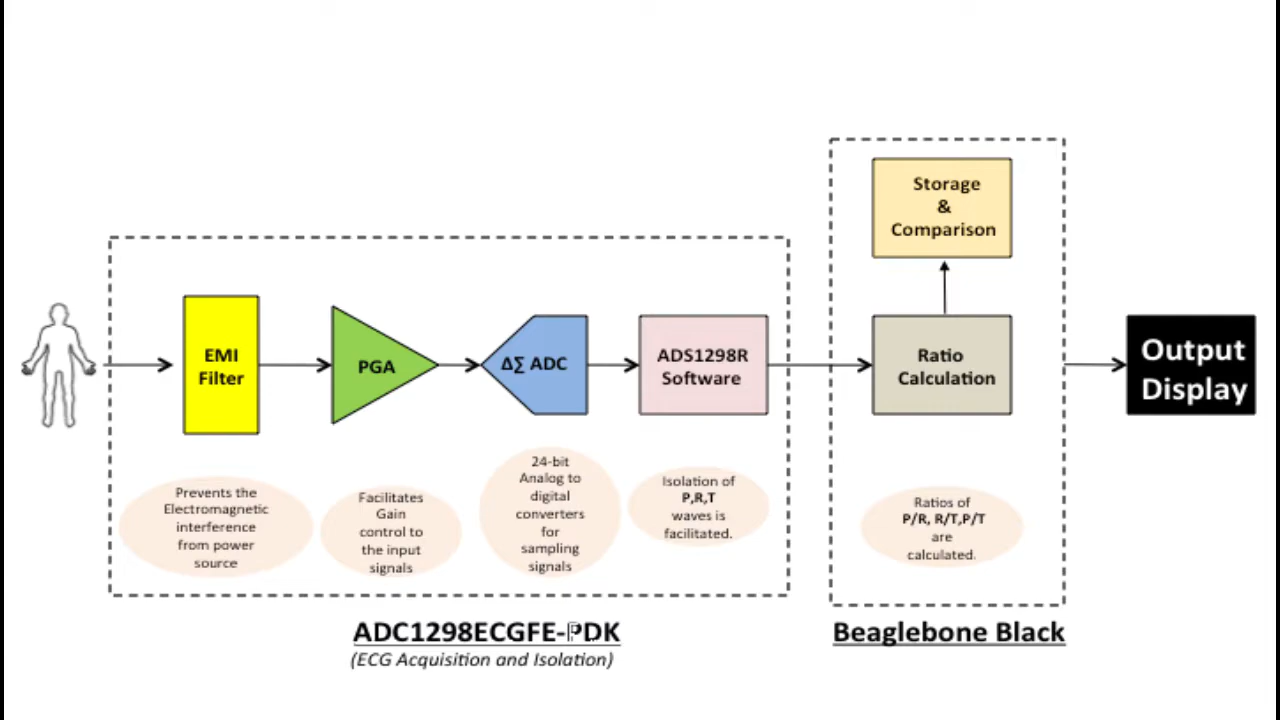 Storage
&
Comparison
EMI
Filter
PGA
Δ∑ ADC
ADS1298R
Software
Ratio
Calculation
Output
Display
Prevents the
Electromagnetic
interference
from power
source
Facilitates
Gain
control to
the input
signals
24-bit
Analog to
digital
converters
for
sampling
signals
Isolation of
P,R,T
waves is
facilitated.
Ratios of
P/R, R/T,P/T
are
calculated.
ADC1298ECGFE-PDK
(ECG Acquisition and Isolation)
Beaglebone Black